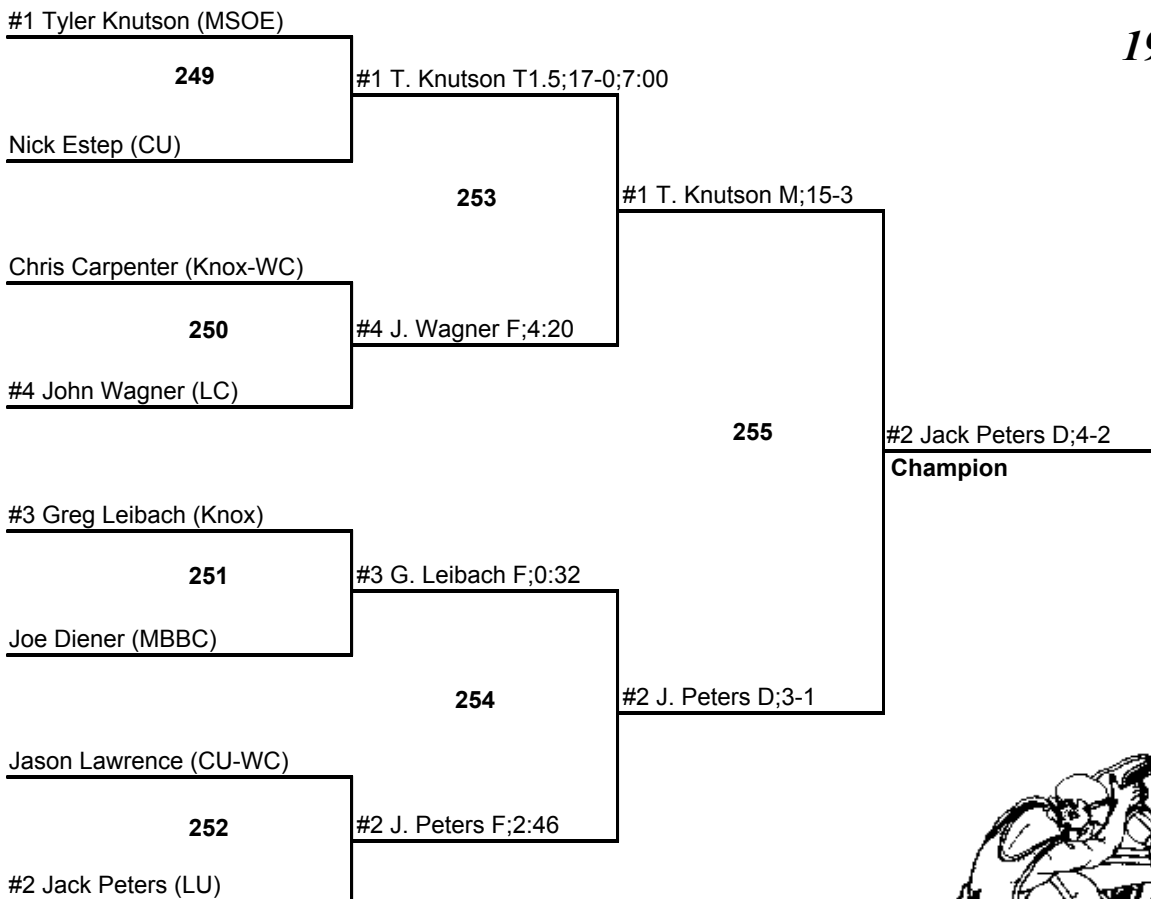 #1 Tyler Knutson (MSOE)
19
249
#1 T. Knutson T1.5;17-0;7:00
Nick Estep (CU)
253
#1 T. Knutson M;15-3
Chris Carpenter (Knox-WC)
250
#4 J. Wagner F;4:20
#4 John Wagner (LC)
255
#2 Jack Peters D;4-2
Champion
#3 Greg Leibach (Knox)
251
#3 G. Leibach F;0:32
Joe Diener (MBBC)
254
#2 J. Peters D;3-1
Jason Lawrence (CU-WC)
252
#2 J. Peters F;2:46
#2 Jack Peters (LU)